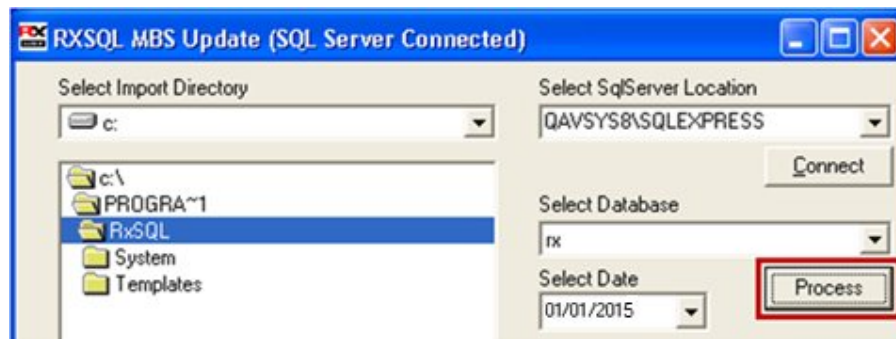 RXSQL MBS Update (SQL Server Connected)
Select Import Directory
c:
c:\
PROGRA~1
RxSQL
System
Templates
Select SqlServer Location
QAVSYS8\SQLEXPRESS
Connect
Select Database
rx
Select Date
01/01/2015
Process